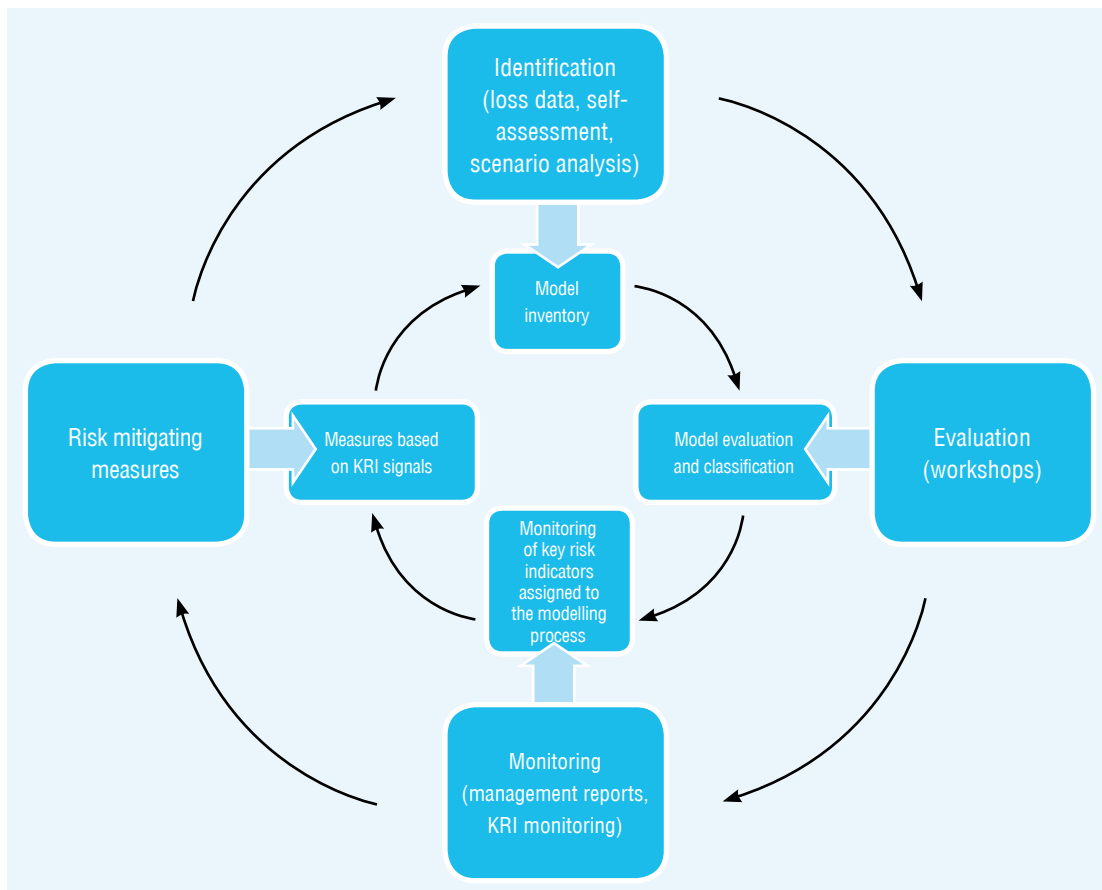 Identification
(loss data, self-
assessment,
scenario analysis)
Model
inventory
Risk mitigating
measures
Measures based
on KRI signals
Model evaluation
and classification
Evaluation
(workshops)
Monitoring
of key risk
indicators
assigned to
the modelling
process
Monitoring
(management reports,
KRI monitoring)